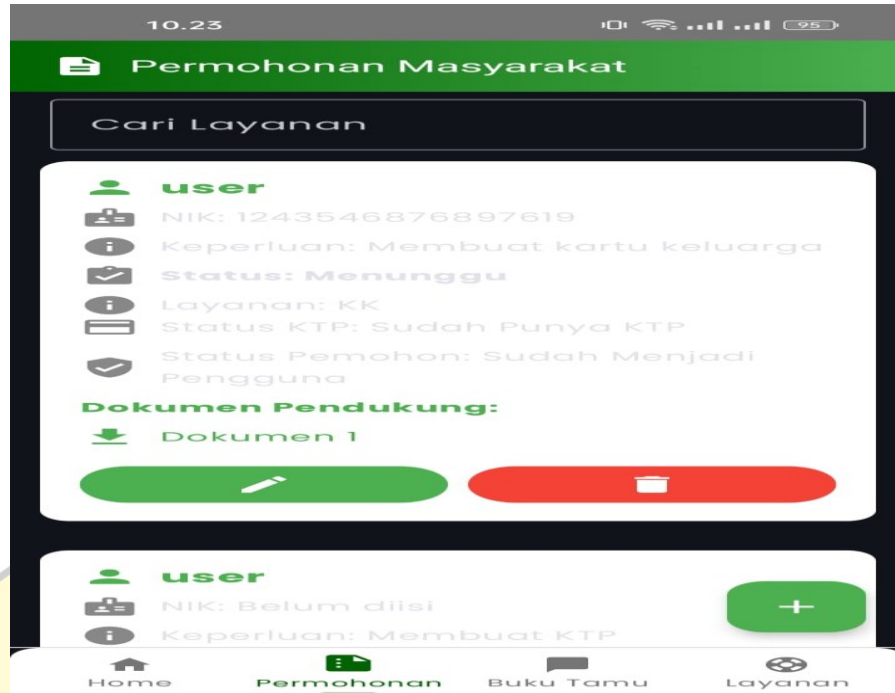 10.23
95
Permohonan Masyarakat
Cari Layanan
user
NIK: 1243546876897619
Keperluan: Membuat kartu keluarga
Status: Menunggu
Layanan: KK
Status KTP: Sudah Punya KTP
Status Pemohon: Sudah Menjadi
Pengguna
Dokumen Pendukung:
Dokumen 1
user
NIK: Belum diisi
Keperluan: Membuat KTP
Home Permohonan Buku Tamu Layanan